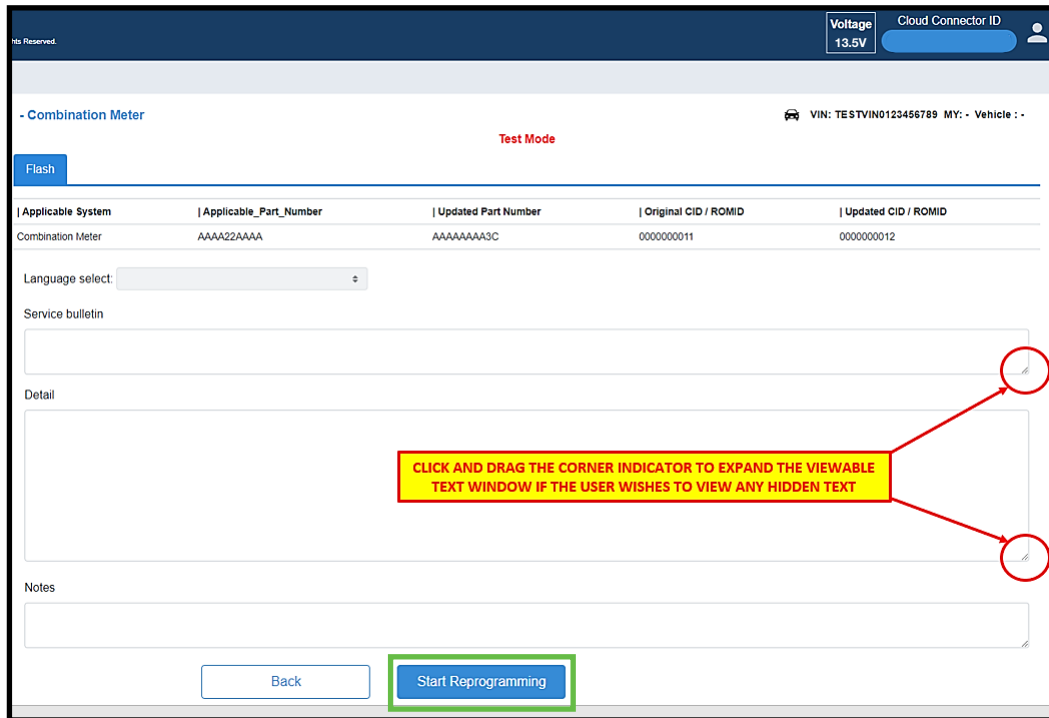 Voltage
13.5V
Cloud Connector ID
hts Reserved.
- Combination Meter
VIN: TESTVIN0123456789 MY: - Vehicle : -
Test Mode
Flash
| Applicable System | Applicable_Part_Number | Updated Part Number | Original CID / ROMID | Updated CID / ROMID
Combination Meter AAAA22AAAA AAAAAAAA3C 0000000011 0000000012
Language select:
Service bulletin
Detail
CLICK AND DRAG THE CORNER INDICATOR TO EXPAND THE VIEWABLE
TEXT WINDOW IF THE USER WISHES TO VIEW ANY HIDDEN TEXT
Notes
Back
Start Reprogramming